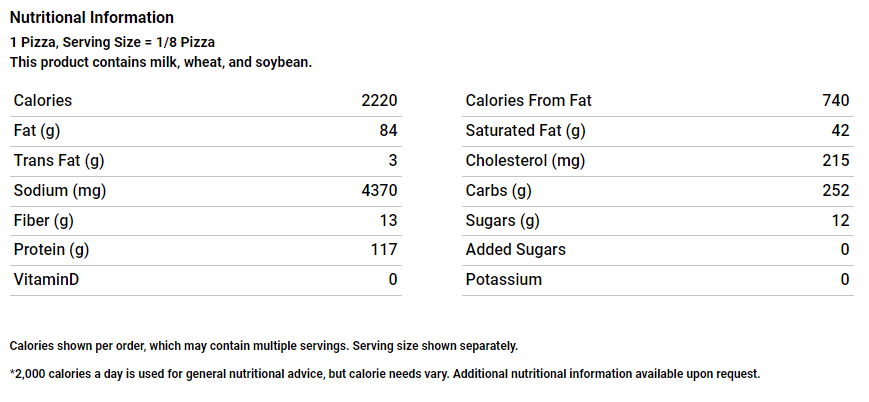 Nutritional Information
1 Pizza, Serving Size = 1/8 Pizza
This product contains milk, wheat, and soybean.
Calories 2220 Calories From Fat 740
Fat (g) 84 Saturated Fat (g) 42
Trans Fat (g) 3 Cholesterol (mg) 215
Sodium (mg) 4370 Carbs (g) 252
Fiber (g) 13 Sugars (g) 12
Protein (g) 117 Added Sugars 0
VitaminD 0 Potassium 0
Calories shown per order, which may contain multiple servings. Serving size shown separately.
*2,000 calories a day is used for general nutritional advice, but calorie needs vary. Additional nutritional information available upon request.